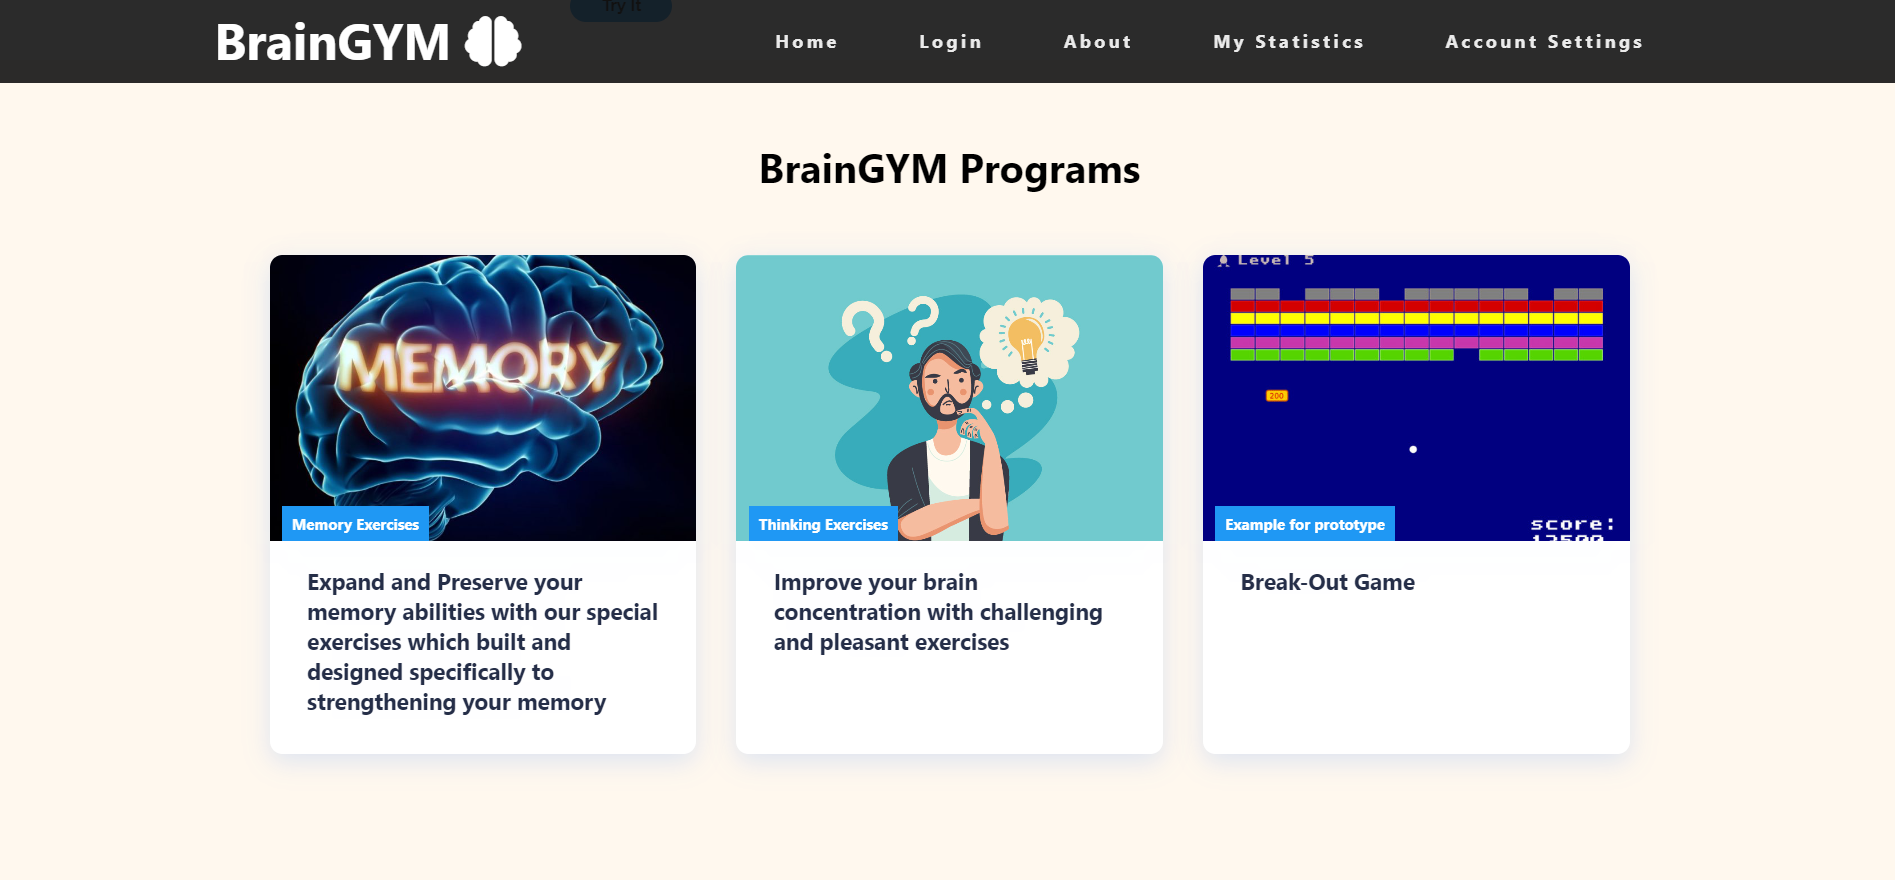 Try It
BrainGYM
Home Login About My Statistics Account Settings
BrainGYM Programs
MEMORY
Memory Exercises
Expand and Preserve your
memory abilities with our special
exercises which built and
designed specifically to
strengthening your memory
? ?
Thinking Exercises
Improve your brain
concentration with challenging
and pleasant exercises
Level 5
200
score:
12500
Example for prototype
Break-Out Game